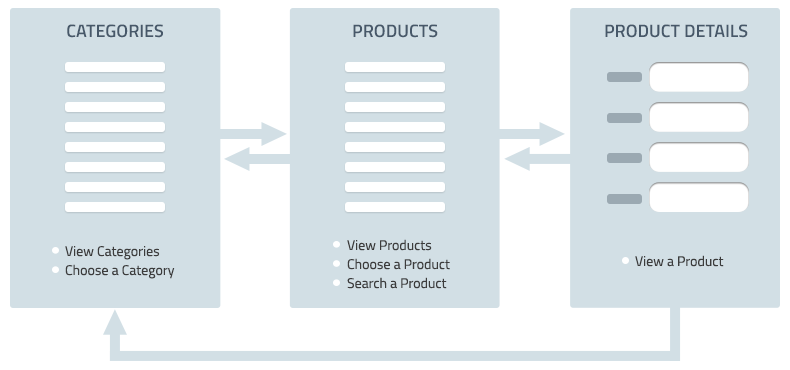 CATEGORIES
View Categories
Choose a Category
PRODUCTS
View Products
Choose a Product
Search a Product
PRODUCT DETAILS
View a Product